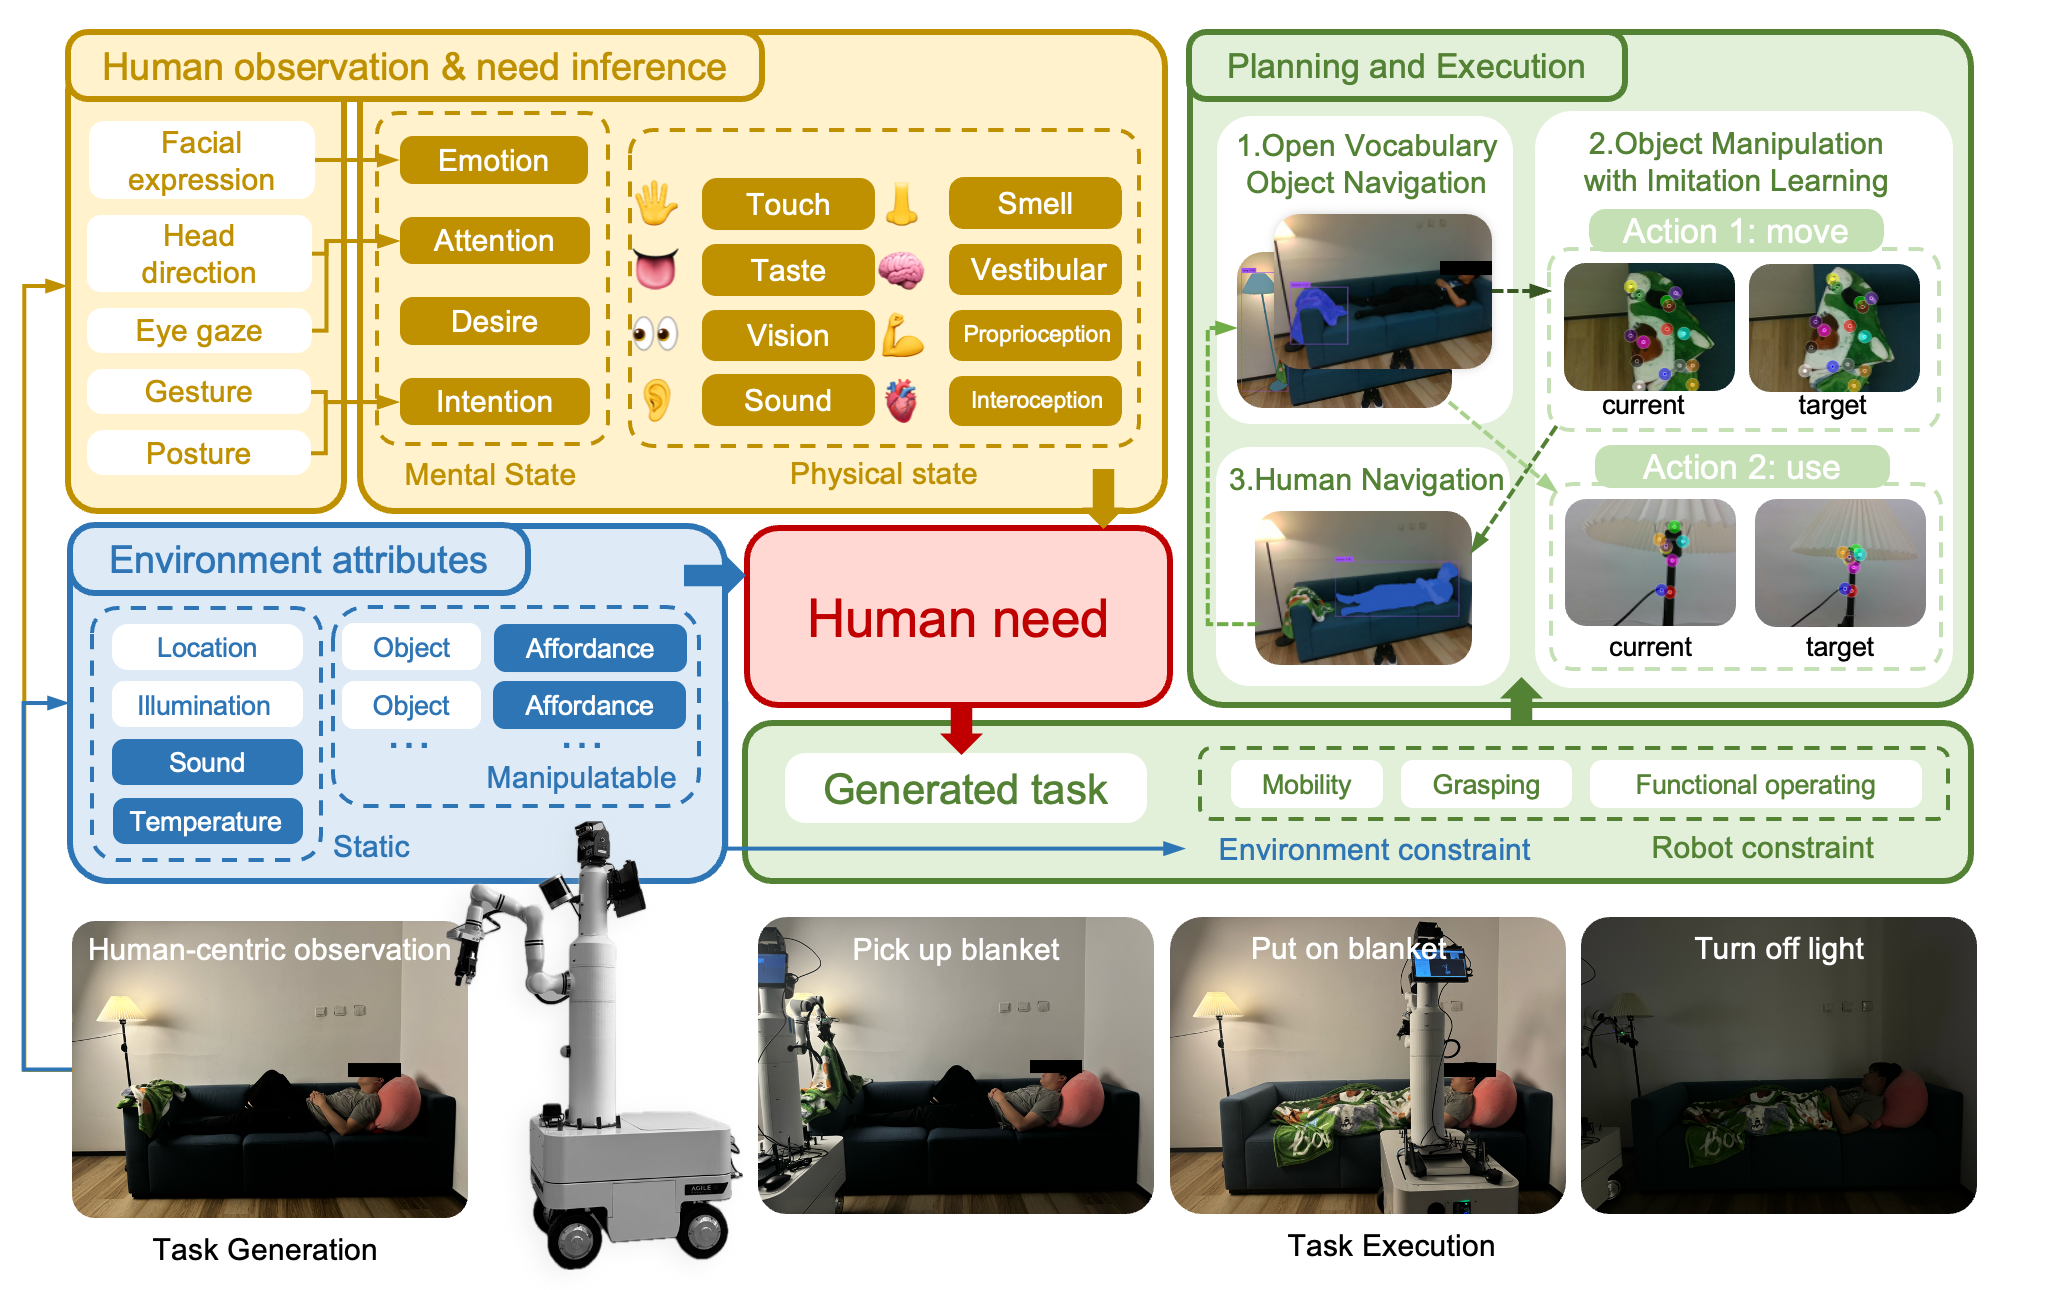 Human observation & need inference
Facial
expression
Head
direction
Eye gaze
Gesture
Posture
Emotion
Attention
Desire
Intention
Mental State
Touch
Taste
Vision
Sound
Smell
Vestibular
Proprioception
Interoception
Physical state
Environment attributes
Location
Illumination
Sound
Temperature
Static
Object
Affordance
Object
Affordance
...
...
Manipulatable
Human need
Planning and Execution
1.Open Vocabulary
Object Navigation
2.Object Manipulation
with Imitation Learning
Action 1: move
current
target
Action 2: use
current
target
3.Human Navigation
Generated task
Mobility
Grasping
Functional operating
Environment constraint
Robot constraint
Human-centric observation
AGILE
Pick up blanket
Put on blanket
Turn off light
Task Generation
Task Execution